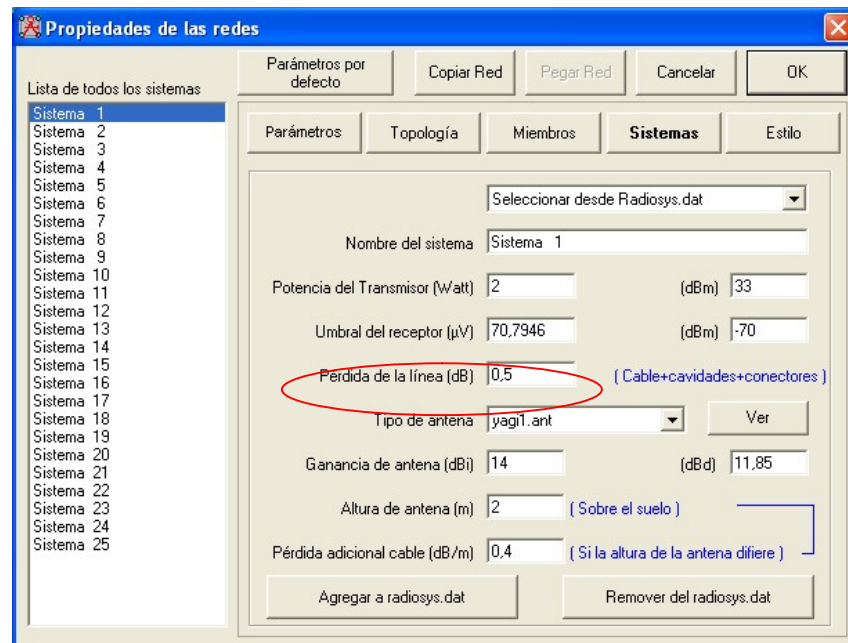 Propiedades de las redes
Parámetros por defecto
Copiar Red
Pegar Red
Cancelar
OK
Lista de todos los sistemas
Sistema 1
Sistema 2
Sistema 3
Sistema 4
Sistema 5
Sistema 6
Sistema 7
Sistema 8
Sistema 9
Sistema 10
Sistema 11
Sistema 12
Sistema 13
Sistema 14
Sistema 15
Sistema 16
Sistema 17
Sistema 18
Sistema 19
Sistema 20
Sistema 21
Sistema 22
Sistema 23
Sistema 24
Sistema 25
Parámetros
Topología
Miembros
Sistemas
Estilo
Seleccionar desde Radiosys.dat
Nombre del sistema Sistema 1
Potencia del Transmisor (Watt) 2 (dBm) 33
Umbral del receptor (µV) 70,7946 (dBm) -70
Pérdida de la línea (dB) 0,5 ( Cable+cavidades+conectores )
Tipo de antena yagi1.ant Ver
Ganancia de antena (dBi) 14 (dBd) 11,85
Altura de antena (m) 2 ( Sobre el suelo )
Pérdida adicional cable (dB/m) 0,4 ( Si la altura de la antena difiere )
Agregar a radiosys.dat
Remover del radiosys.dat